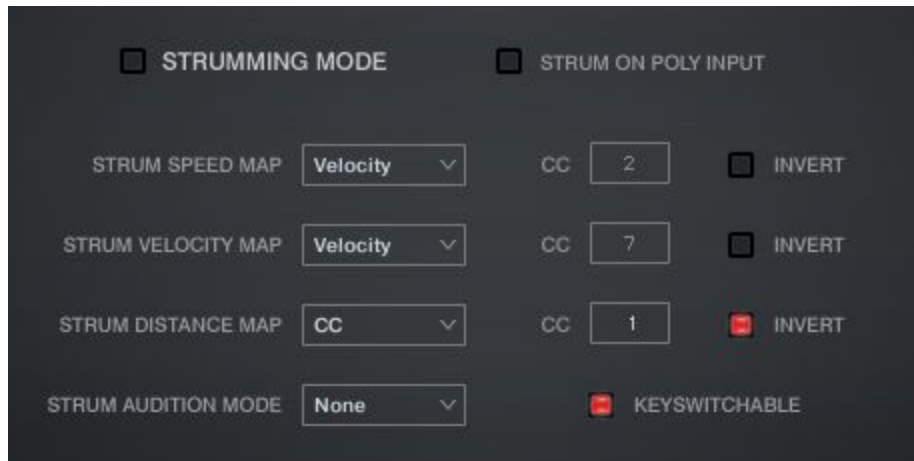 STRUMMING MODE STRUM ON POLY INPUT
STRUM SPEED MAP Velocity CC 2 INVERT
STRUM VELOCITY MAP Velocity CC 7 INVERT
STRUM DISTANCE MAP CC CC 1 INVERT
STRUM AUDITION MODE None KEYSWITCHABLE